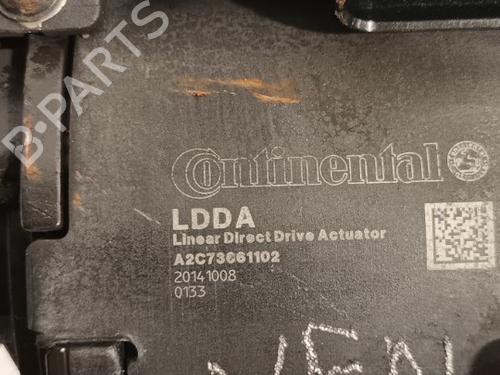 B-PARTS
Continental
LDDA
Linear Direct Drive Actuator
A2C73661102
20141008
0133